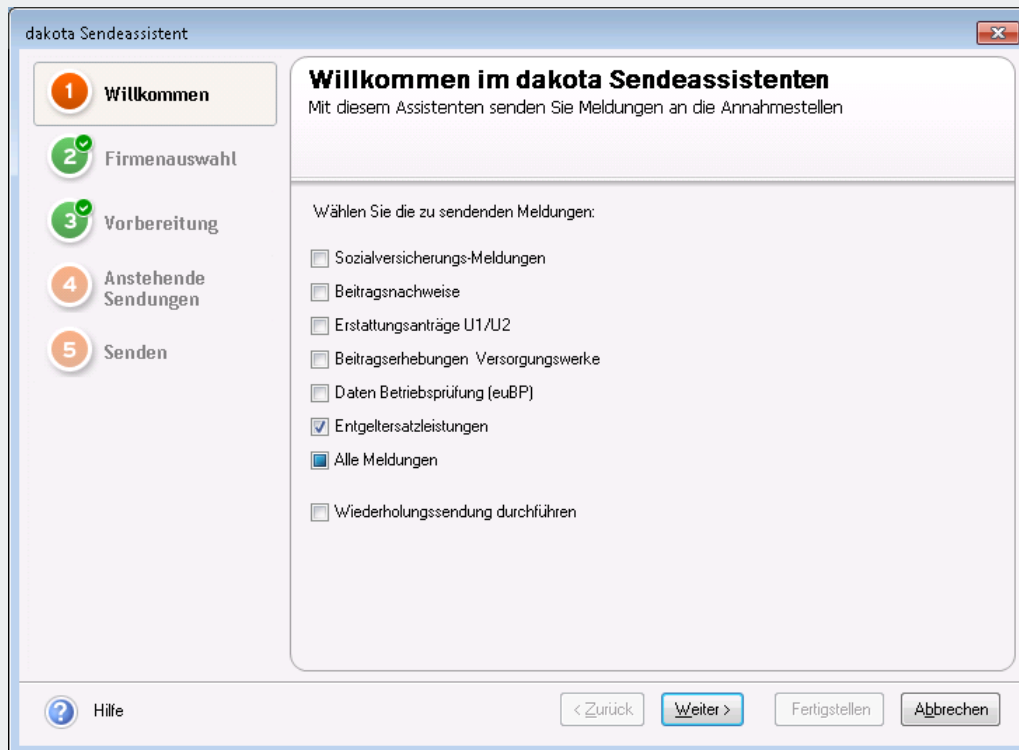 dakota Sendeassistent
1 Willkommen
2 Firmenauswahl
3 Vorbereitung
4 Anstehende
Sendungen
5 Senden
Willkommen im dakota Sendeassistenten
Mit diesem Assistenten senden Sie Meldungen an die Annahmestellen
Wählen Sie die zu sendenden Meldungen:
Sozialversicherungs-Meldungen
Beitragsnachweise
Erstattungsanträge U1/U2
Beitragserhebungen Versorgungswerke
Daten Betriebsprüfung (euBP)
Entgeltersatzleistungen
Alle Meldungen
Wiederholungssendung durchführen
? Hilfe
< Zurück
Weiter >
Fertigstellen
Abbrechen